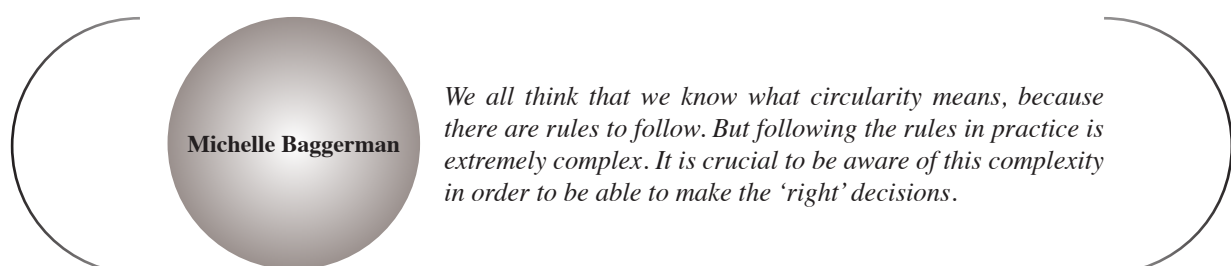 Michelle Baggerman
We all think that we know what circularity means, because
there are rules to follow. But following the rules in practice is
extremely complex. It is crucial to be aware of this complexity
in order to be able to make the ‘right’ decisions.